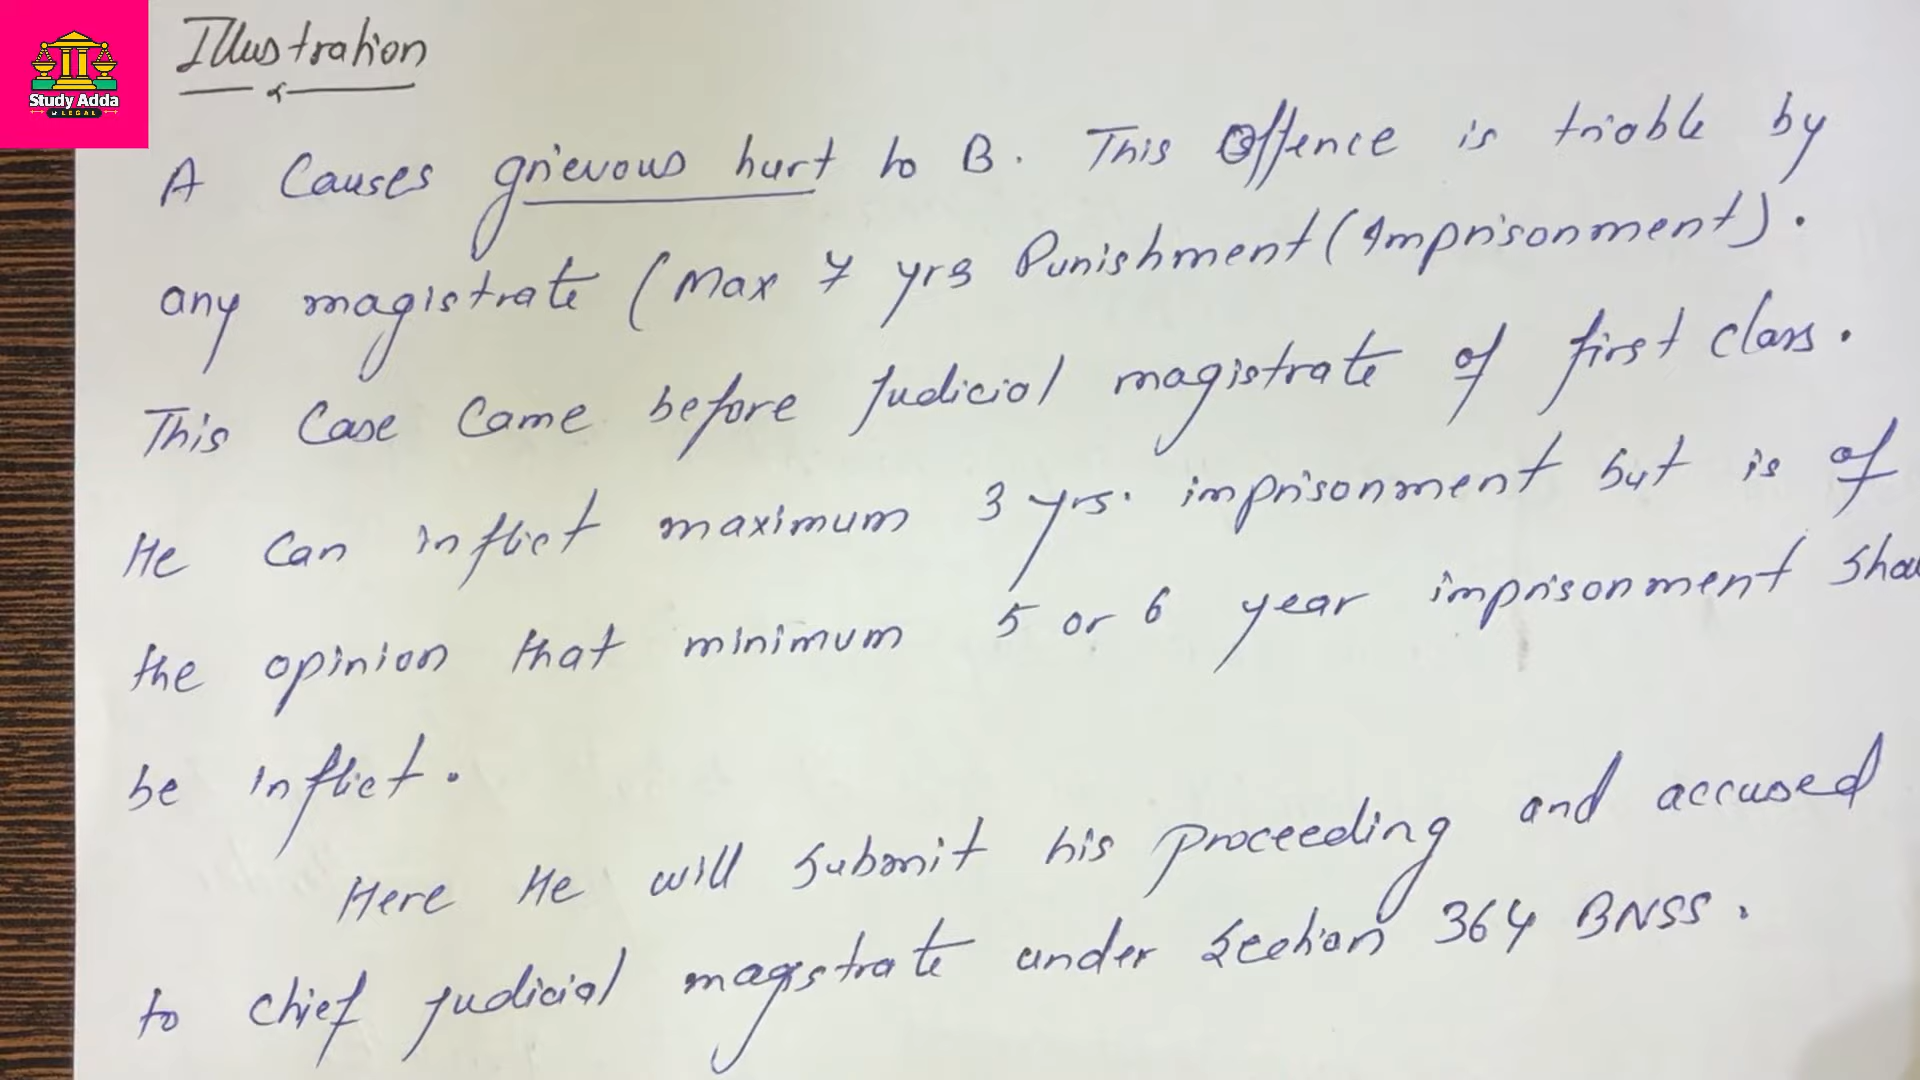 Study Adda
LEGAL
Illustration
A Causes grievous hurt to B. This Offence is triable by
any magistrate (Max 7 yrs Punishment (Imprisonment).
This Case Came before Judicial magistrate of first class.
He Can inflict maximum 3 yrs. imprisonment but is of
the opinion that minimum 5 or 6 year imprisonment
be inflict.
Here He will submit his proceeding and accused
to chief judicial magistrate under Section 364 BNSS.